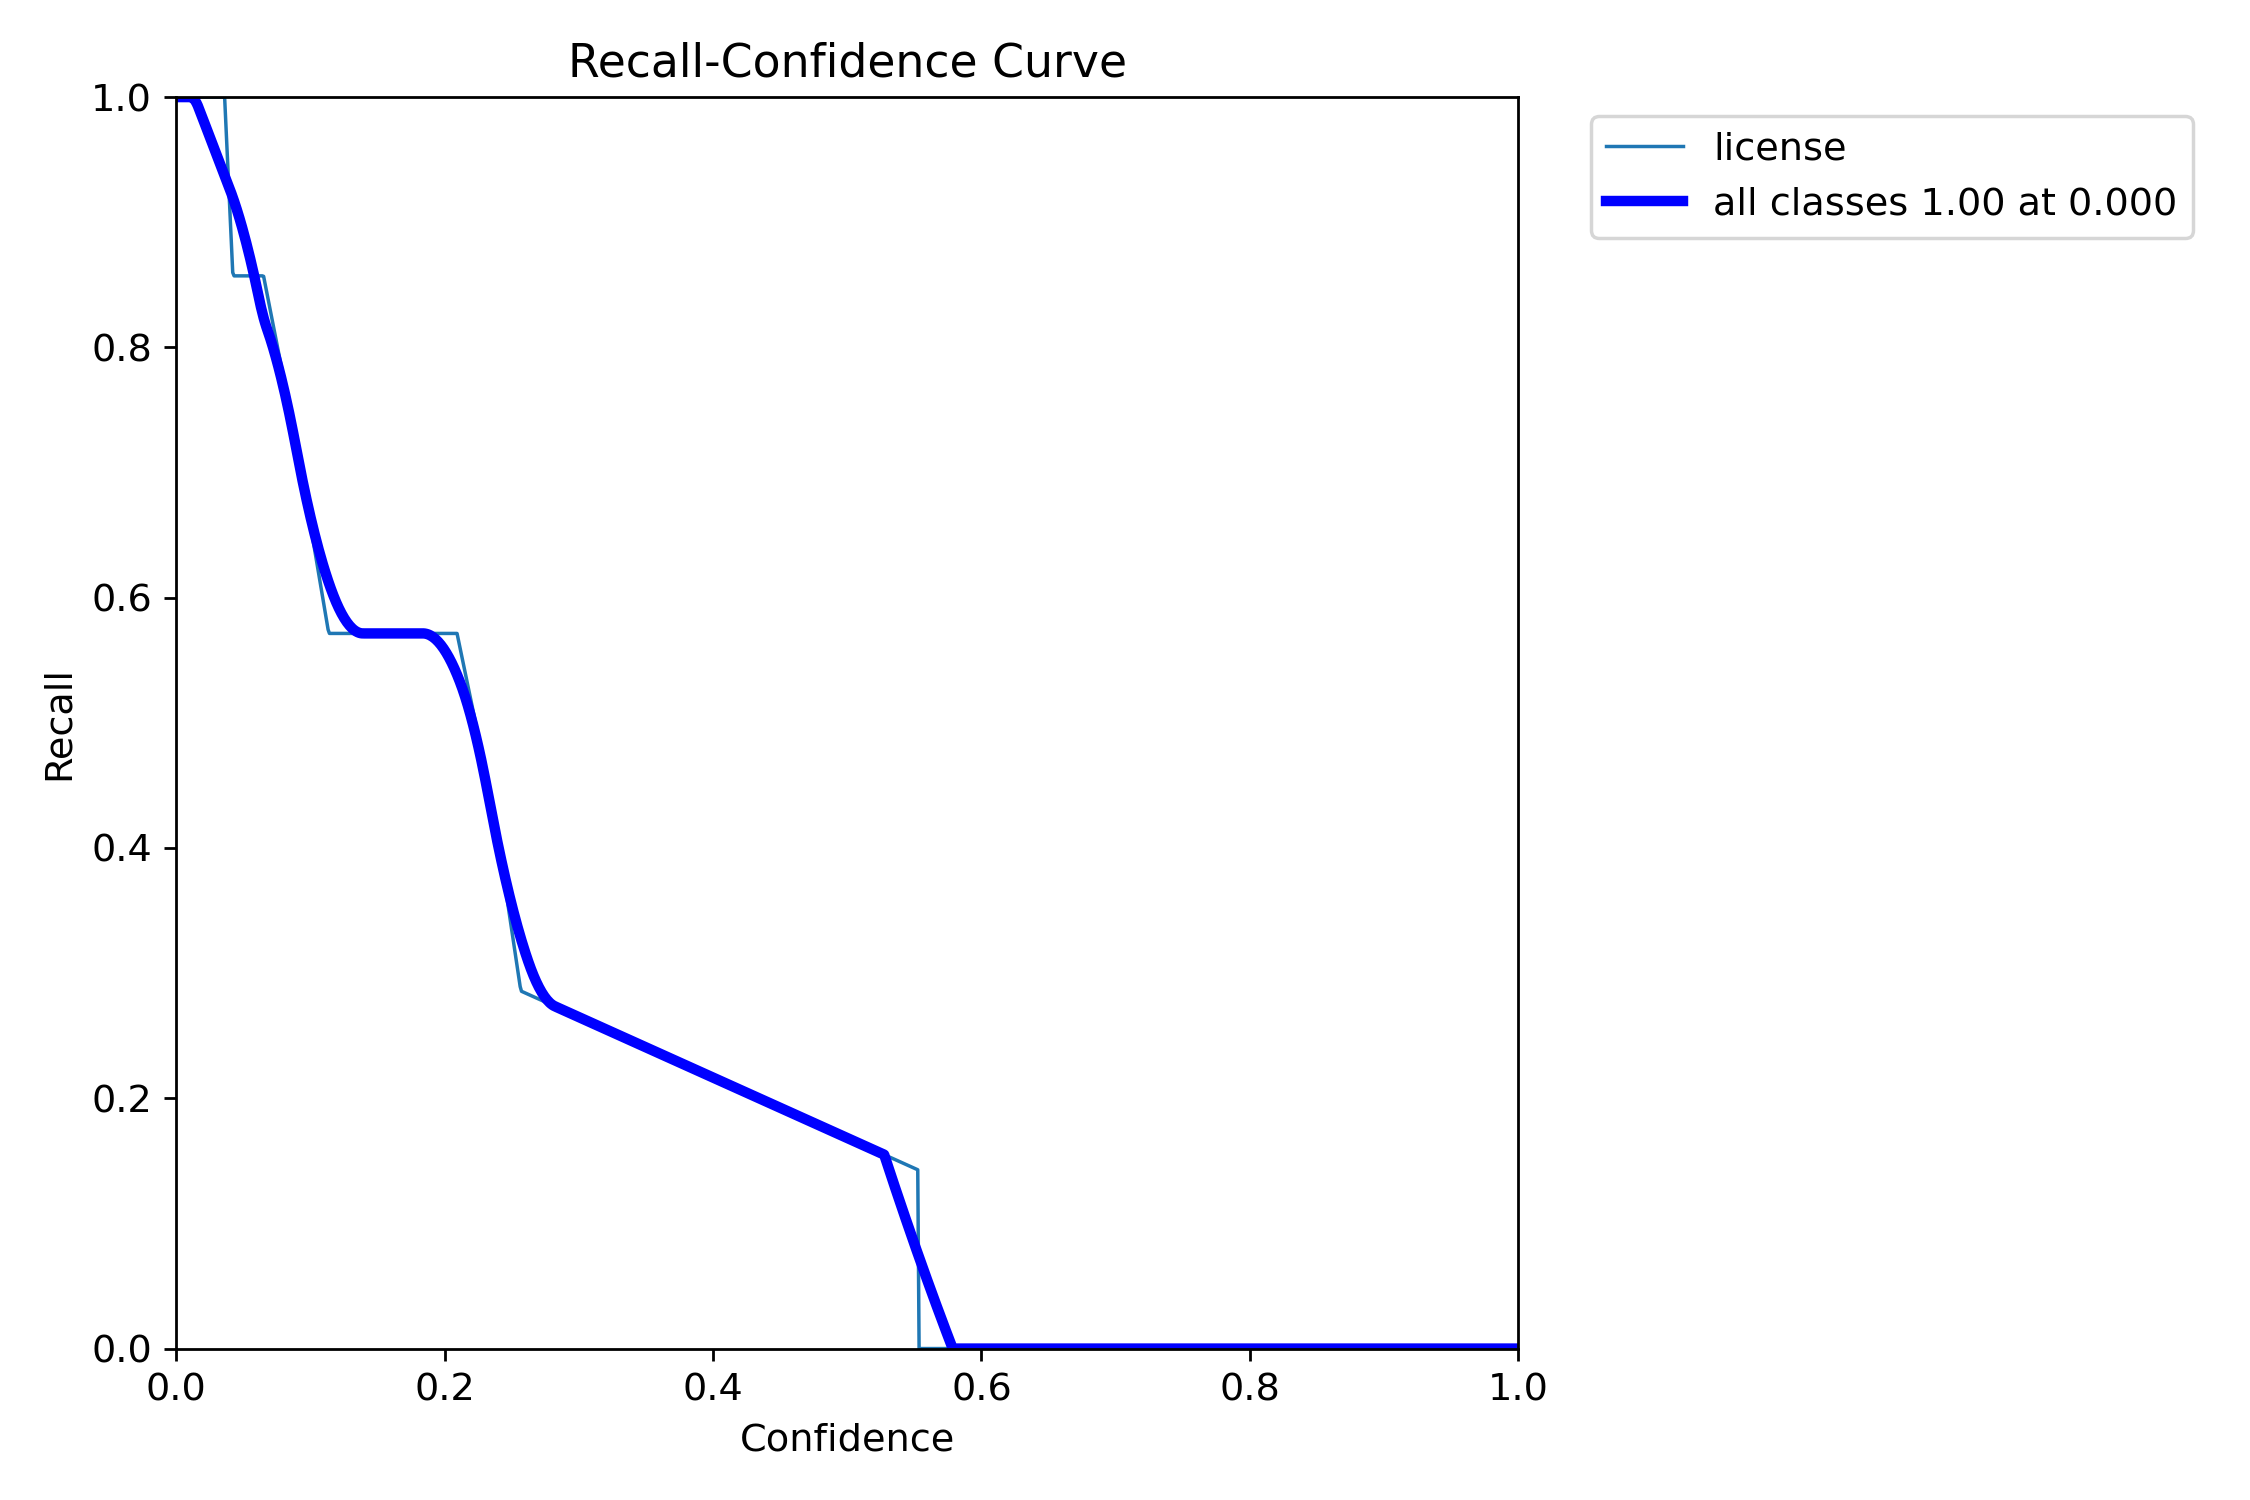 Recall-Confidence Curve
license
all classes 1.00 at 0.000
1.0
0.8
0.6
0.4
0.2
0.0
Recall
0.0 0.2 0.4 0.6 0.8 1.0
Confidence